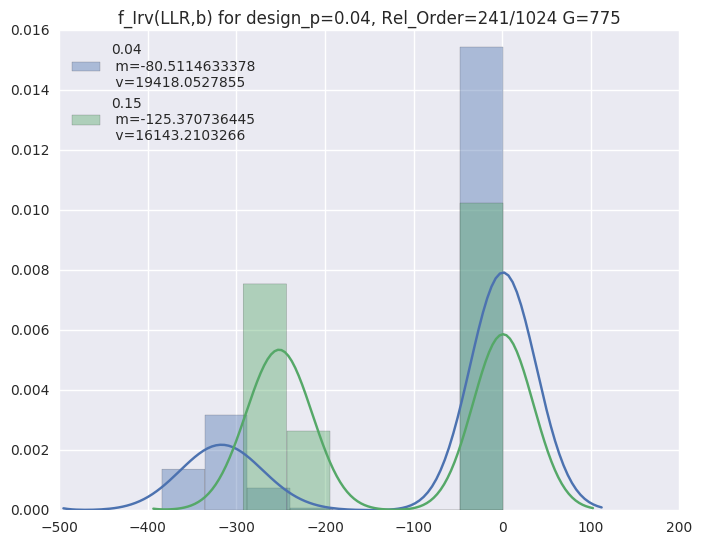 f_Irv(LLR,b) for design_p=0.04, Rel_Order=241/1024 G=775
0.04
m=-80.5114633378
v=19418.0527855
0.15
m=-125.370736445
v=16143.2103266
0.016
0.014
0.012
0.010
0.008
0.006
0.004
0.002
0.000
−500 −400 −300 −200 −100 0 100 200